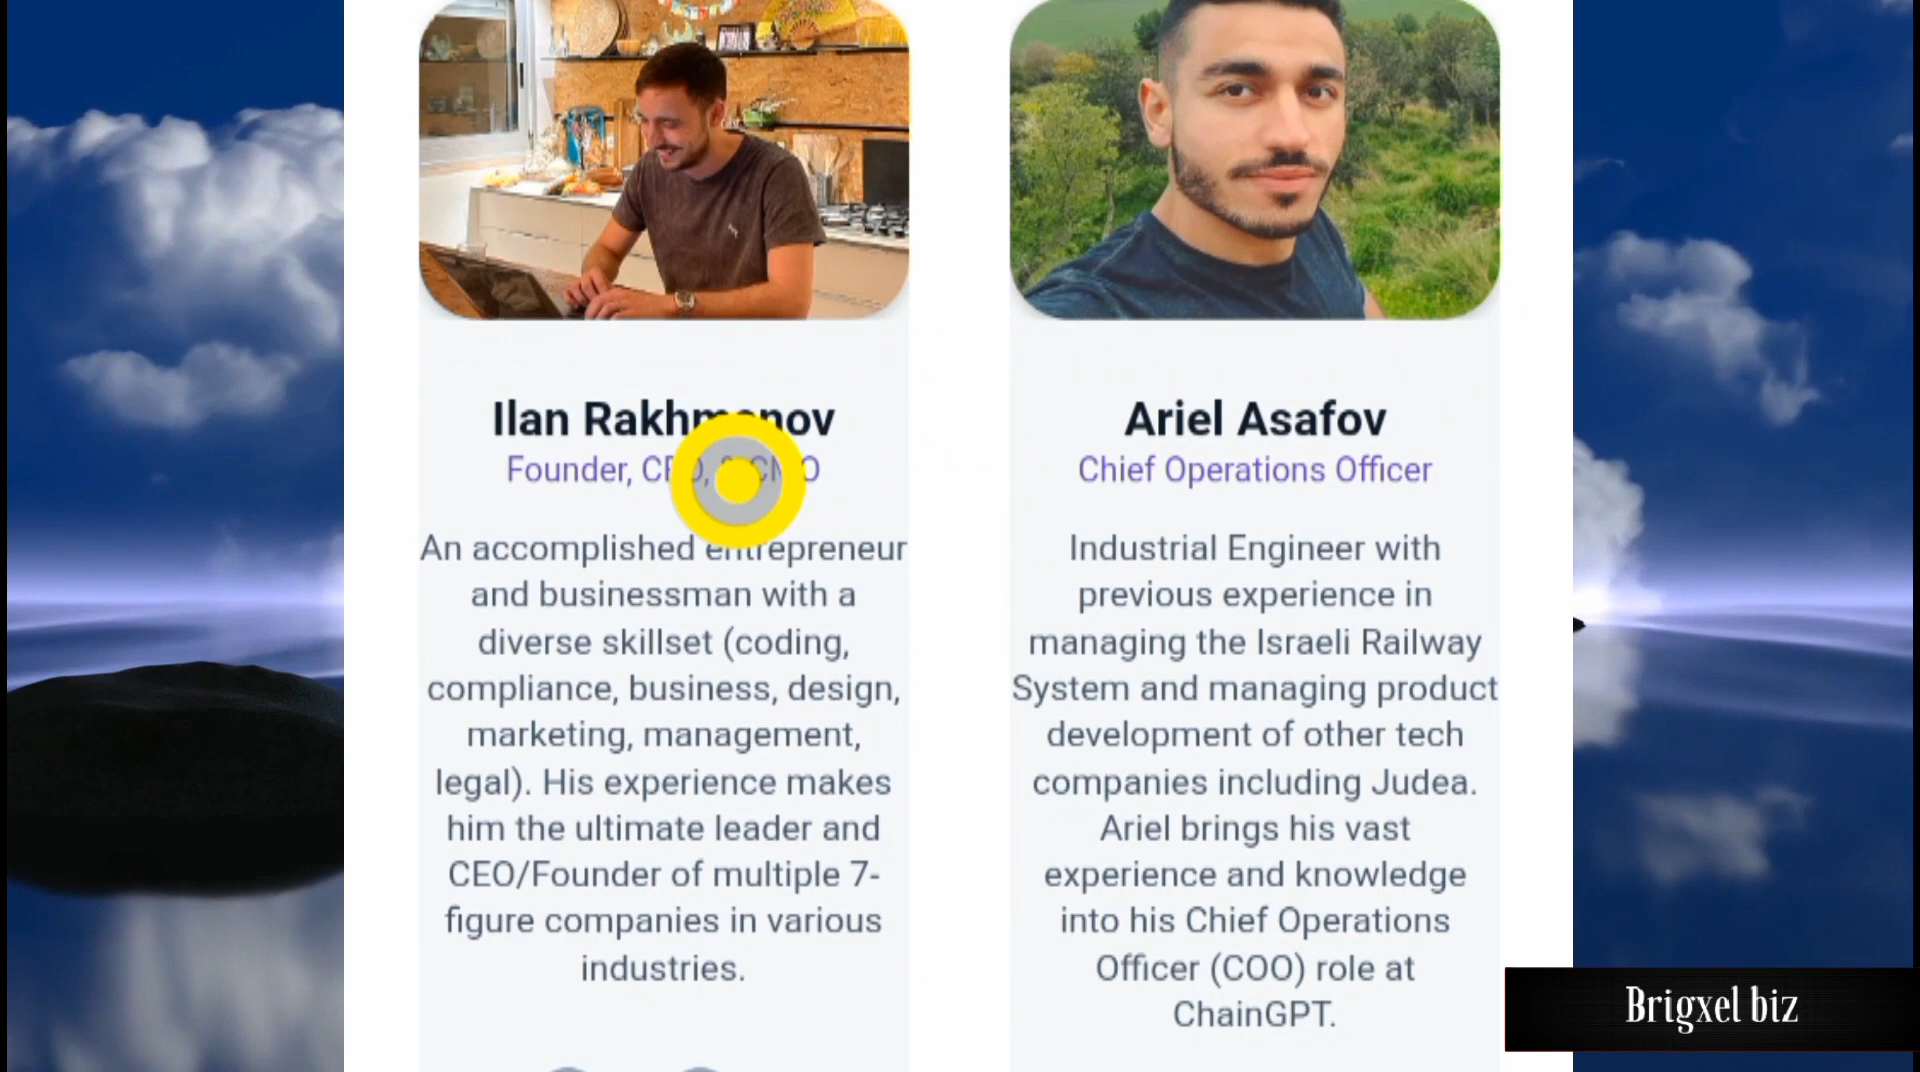 Ilan Rakhmanov
Founder, CEO, & CMO
An accomplished entrepreneur
and businessman with a
diverse skillset (coding,
compliance, business, design,
marketing, management,
legal). His experience makes
him the ultimate leader and
CEO/Founder of multiple 7-
figure companies in various
industries.
Ariel Asafov
Chief Operations Officer
Industrial Engineer with
previous experience in
managing the Israeli Railway
System and managing product
development of other tech
companies including Judea.
Ariel brings his vast
experience and knowledge
into his Chief Operations
Officer (COO) role at
ChainGPT.
Brigxel biz